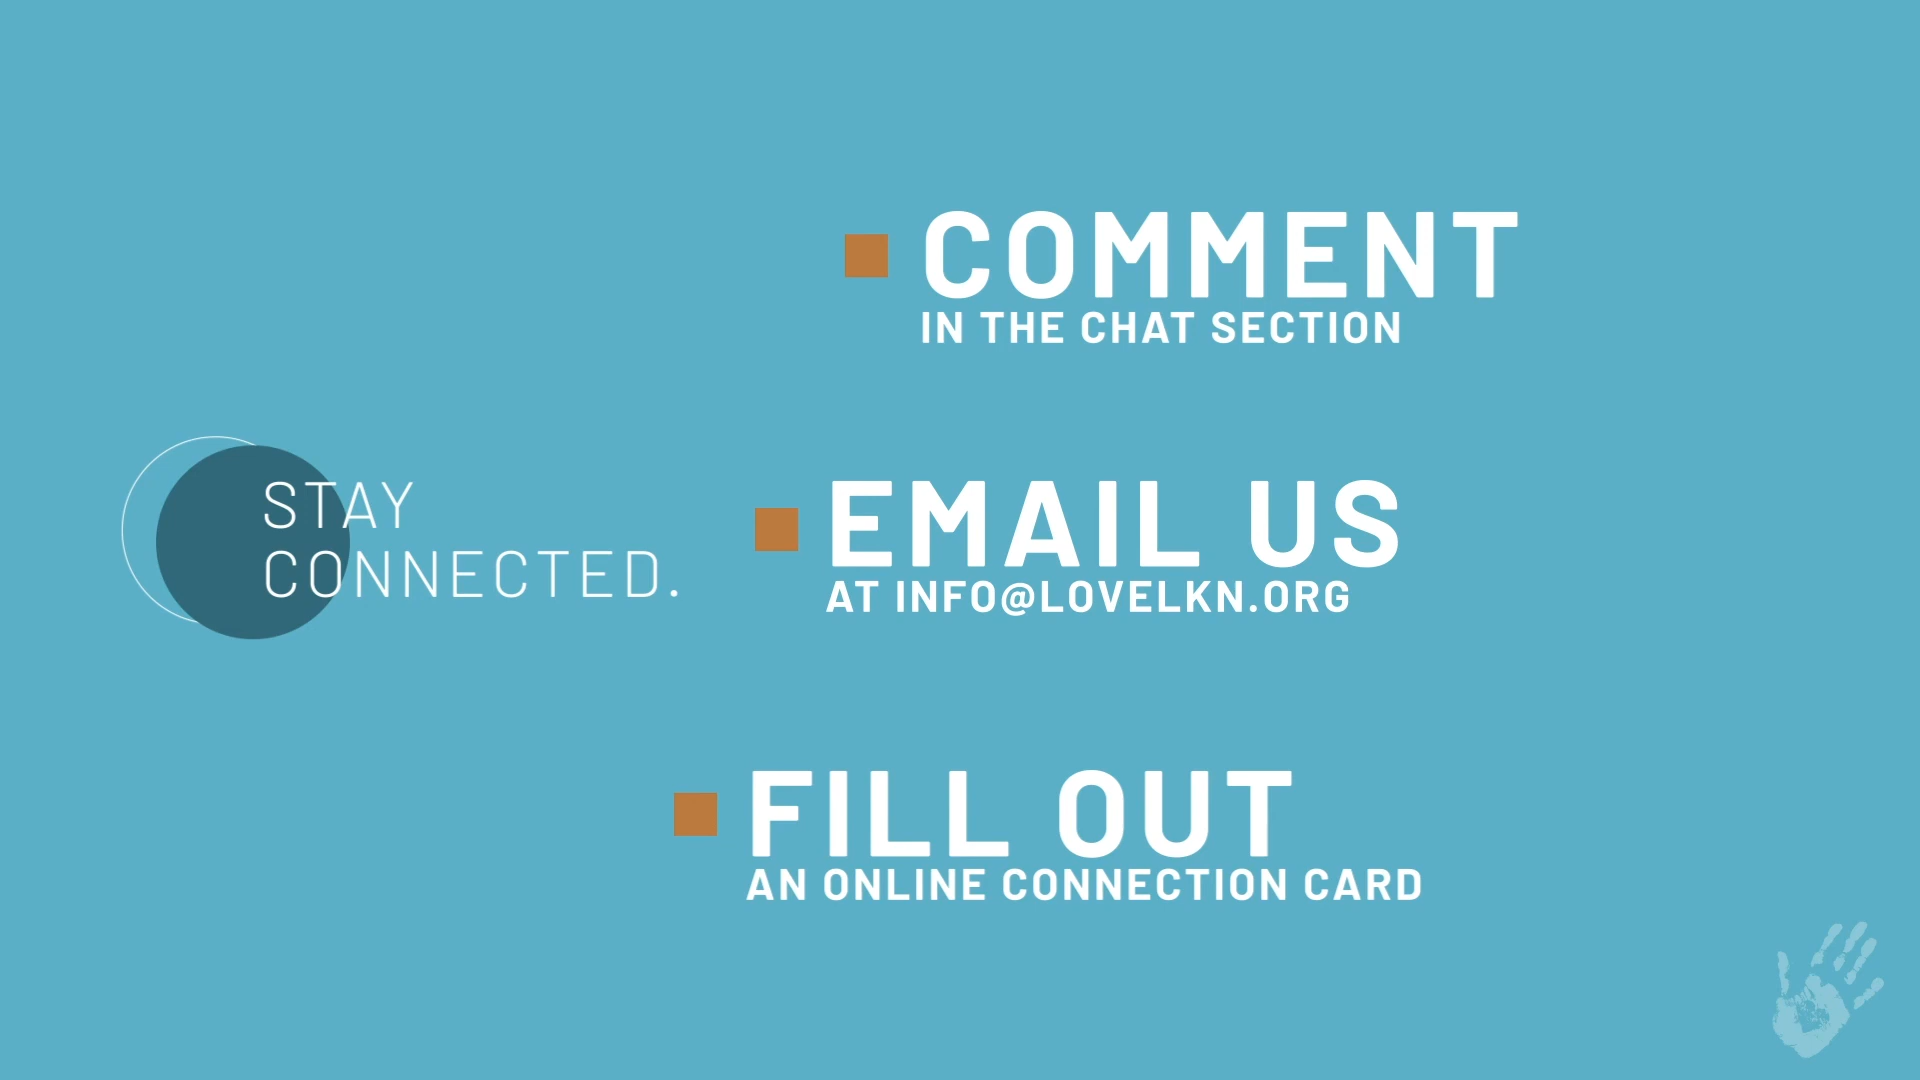 STAY
CONNECTED.
COMMENT
IN THE CHAT SECTION
EMAIL US
AT INFO@LOVELKN.ORG
FILL OUT
AN ONLINE CONNECTION CARD